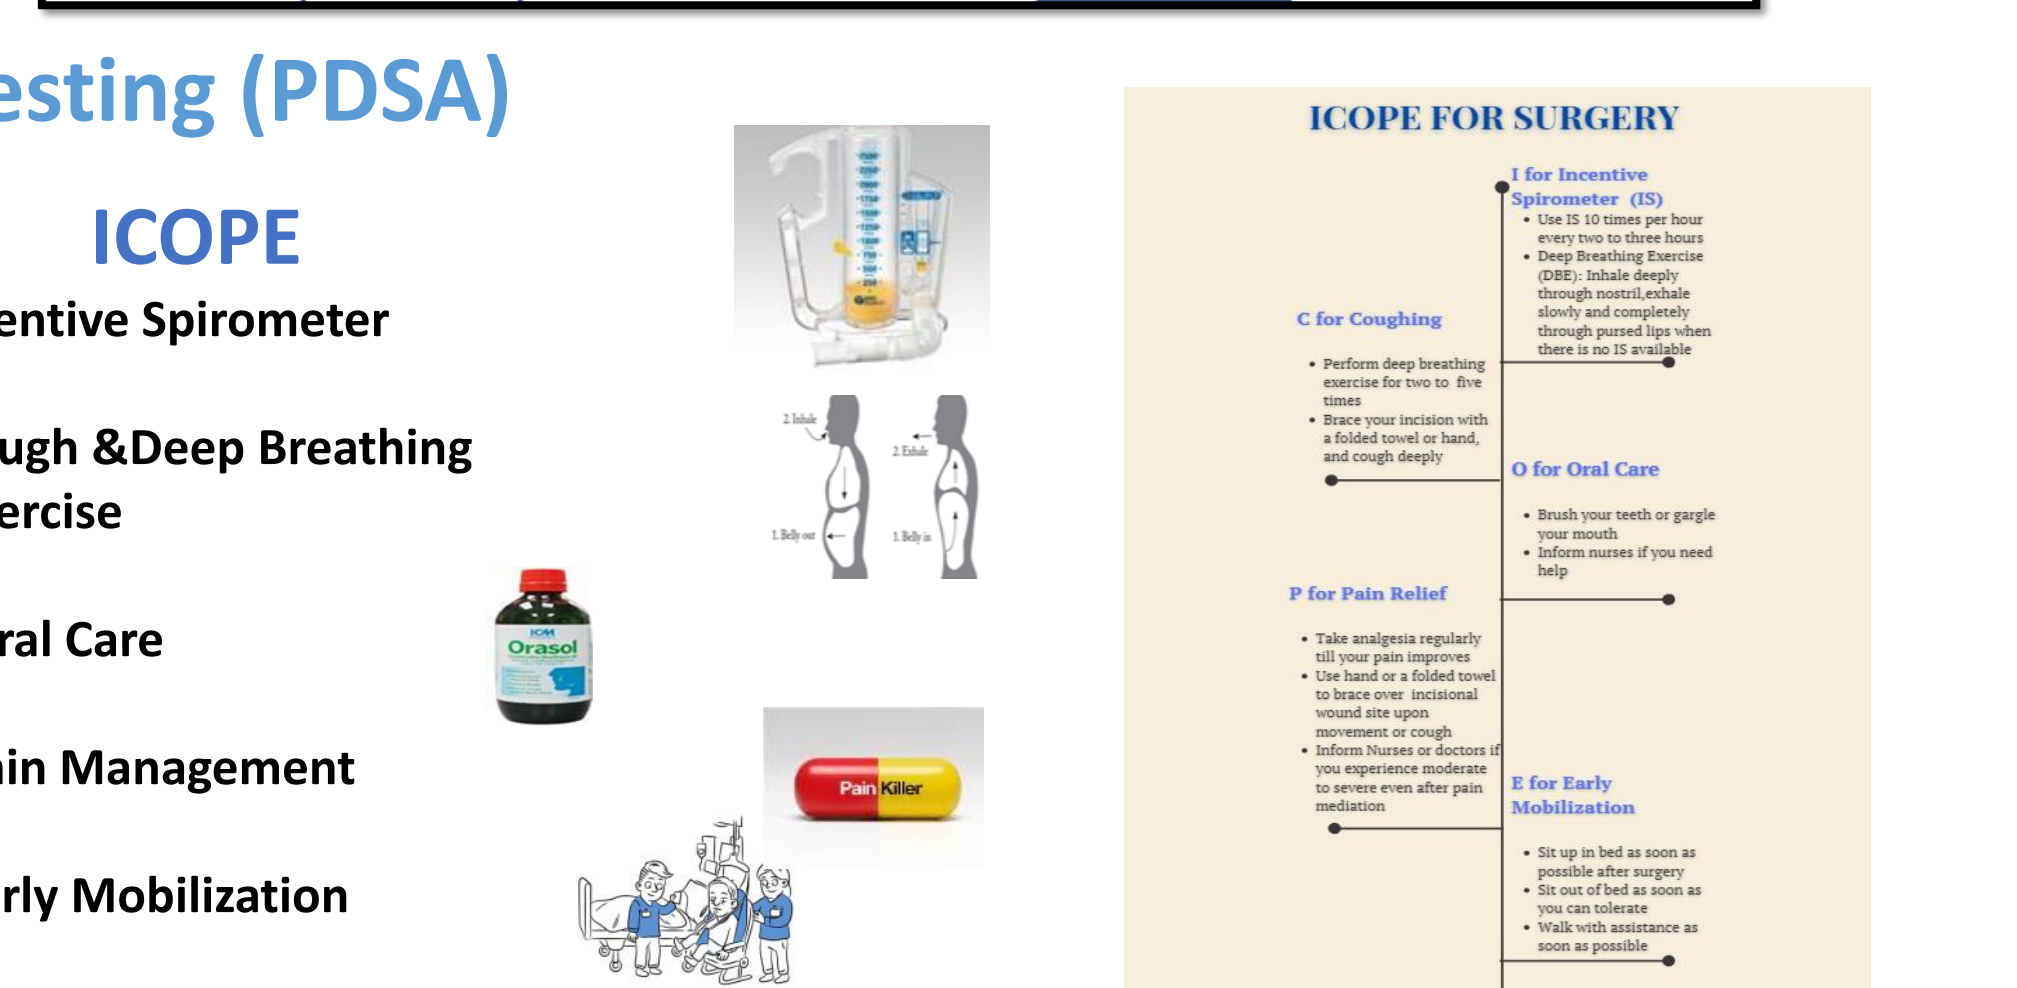 esting (PDSA)
ICOPE
entive Spirometer
ugh &Deep Breathing
ercise
ral Care
in Management
rly Mobilization
2. Inhale
1. Belly out
2. Exhale
1. Belly in
ICM
Orasol
Pain Killer
ICOPE FOR SURGERY
I for Incentive
Spirometer (IS)
• Use IS 10 times per hour
every two to three hours
• Deep Breathing Exercise
(DBE): Inhale deeply
through nostril,exhale
slowly and completely
through pursed lips when
there is no IS available
C for Coughing
• Perform deep breathing
exercise for two to five
times
• Brace your incision with
a folded towel or hand,
and cough deeply
O for Oral Care
• Brush your teeth or gargle
your mouth
• Inform nurses if you need
help
P for Pain Relief
• Take analgesia regularly
till your pain improves
• Use hand or a folded towel
to brace over incisional
wound site upon
movement or cough
• Inform Nurses or doctors if
you experience moderate
to severe even after pain
mediation
E for Early
Mobilization
• Sit up in bed as soon as
possible after surgery
• Sit out of bed as soon as
you can tolerate
• Walk with assistance as
soon as possible